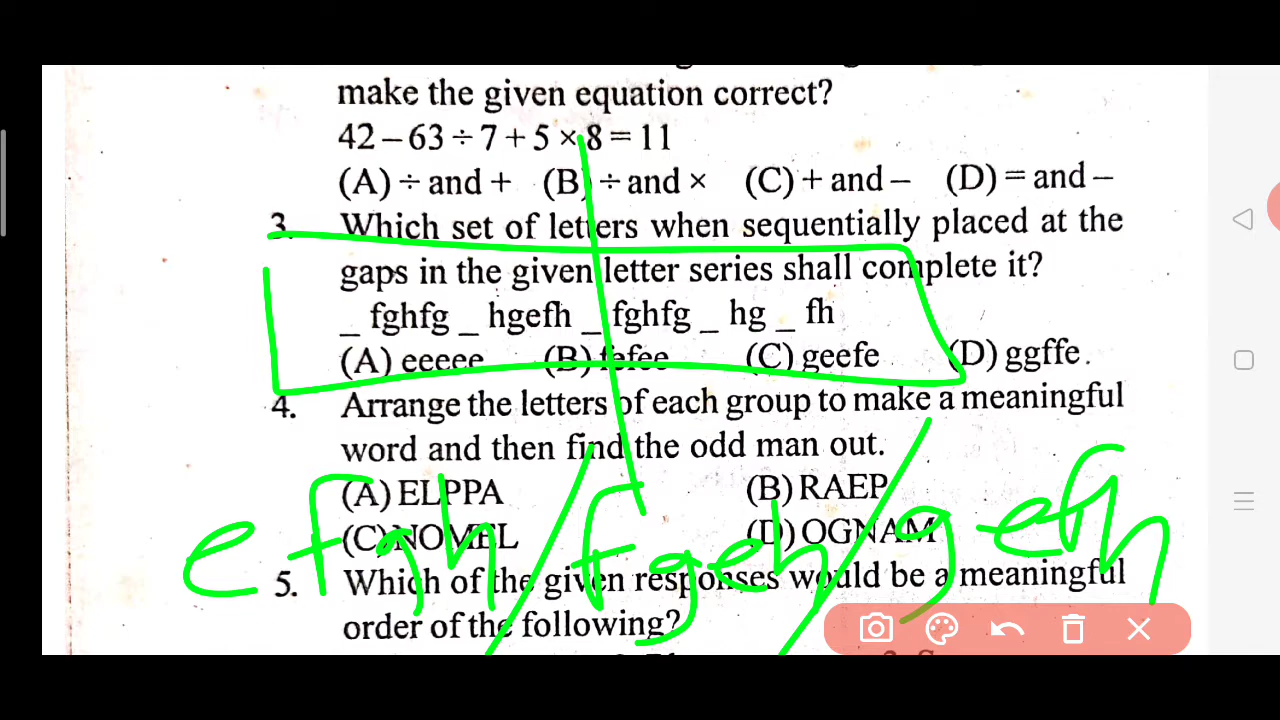 make the given equation correct?
42 – 63 ÷ 7 + 5 × 8 = 11
(A) ÷ and + (B) ÷ and × (C) + and – (D) = and –
3. Which set of letters when sequentially placed at the
gaps in the given letter series shall complete it?
_ fghfg _ hgefh _ fghfg _ hg _ fh
(A) eeeee (B) fefee (C) geefe (D) ggffe.
4. Arrange the letters of each group to make a meaningful
word and then find the odd man out.
(A) ELPPA (B) RAEP
(C) NOMEL (D) OGNAM
efgh/fgeh/gefh
5. Which of the given responses would be a meaningful
order of the following?